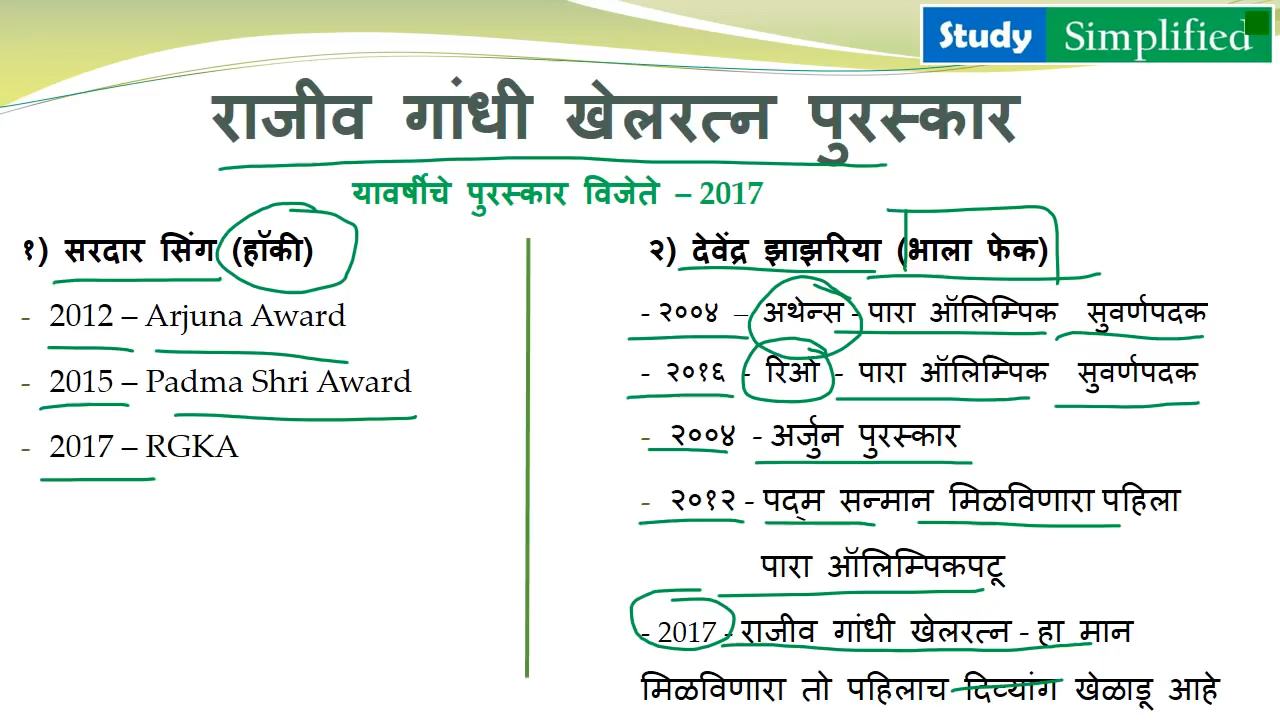 Study Simplified
राजीव गांधी खेलरत्न पुरस्कार
यावर्षीचे पुरस्कार विजेते – 2017
१) सरदार सिंग (हॉकी)
- 2012 – Arjuna Award
- 2015 – Padma Shri Award
- 2017 – RGKA
२) देवेंद्र झाझरिया (भाला फेक)
- २००४ – अथेन्स - पारा ऑलिम्पिक सुवर्णपदक
- २०१६ - रिओ - पारा ऑलिम्पिक सुवर्णपदक
- २००४ - अर्जुन पुरस्कार
- २०१२ - पद्म सन्मान मिळविणारा पहिला
पारा ऑलिम्पिकपटू
- 2017 - राजीव गांधी खेलरत्न - हा मान
मिळविणारा तो पहिलाच दिव्यांग खेळाडू आहे